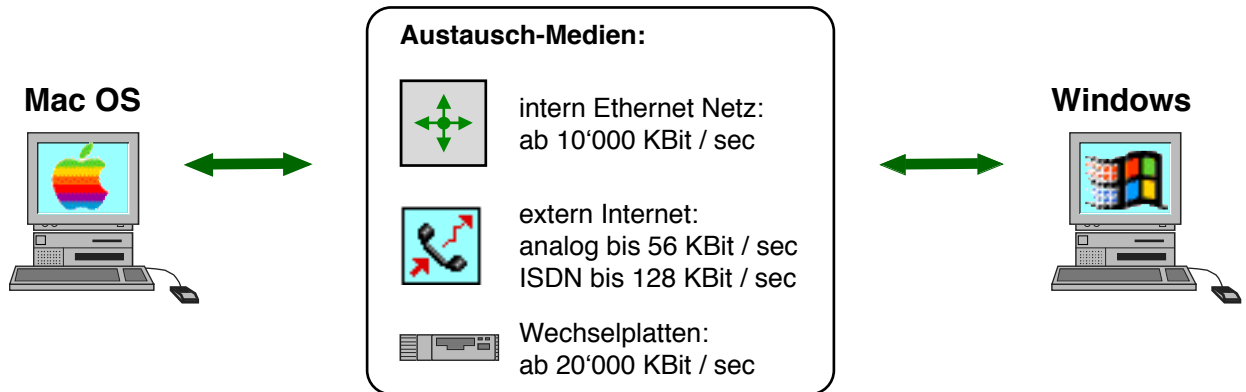 Mac OS
Austausch-Medien:
intern Ethernet Netz:
ab 10‘000 KBit / sec
extern Internet:
analog bis 56 KBit / sec
ISDN bis 128 KBit / sec
Wechselplatten:
ab 20‘000 KBit / sec
Windows